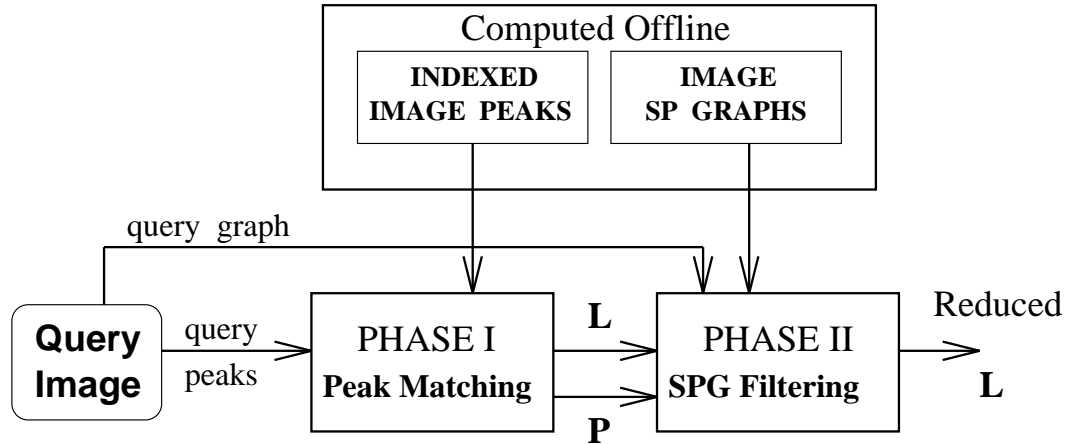 Computed Offline
INDEXED
IMAGE PEAKS
IMAGE
SP GRAPHS
query graph
Query
Image
query
peaks
PHASE I
Peak Matching
L
P
PHASE II
SPG Filtering
Reduced
L